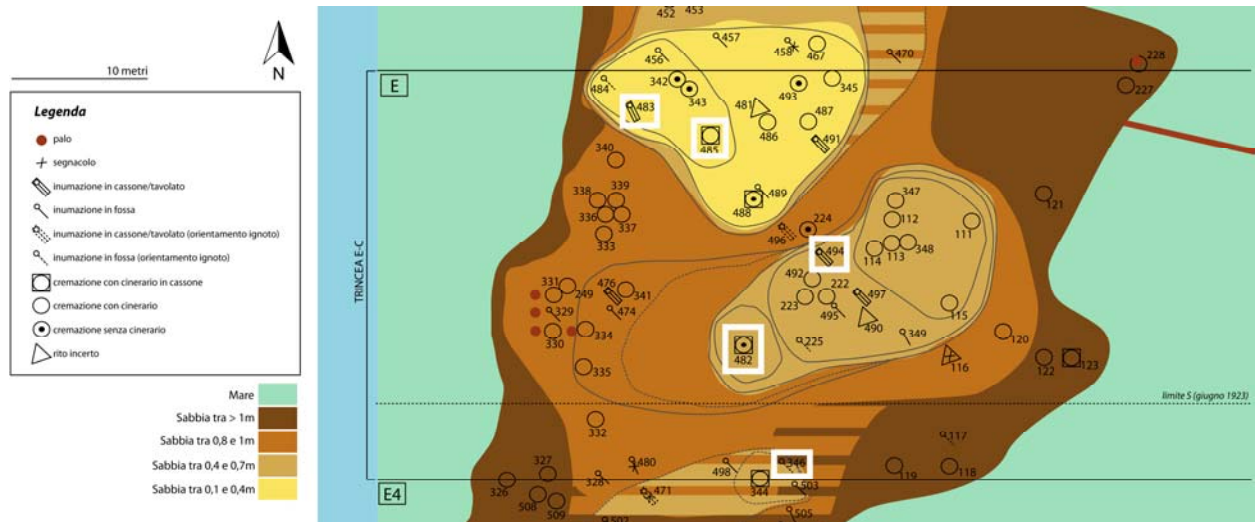 N
10 metri
Legenda
palo
segnacolo
inumazione in cassone/tavolato
inumazione in fossa
inumazione in cassone/tavolato (orientamento ignoto)
inumazione in fossa (orientamento ignoto)
cremazione con cinerario in cassone
cremazione con cinerario
cremazione senza cinerario
rito incerto
Mare
Sabbia tra > 1m
Sabbia tra 0,8 e 1m
Sabbia tra 0,4 e 0,7m
Sabbia tra 0,1 e 0,4m
TRINCEA E-C
452 453
457
458 467
470
456
228
E
484 342 343
493 345
227
483
481
486 487
485
491
340
338 339
336 337
333
489
488
224
496
347
112
111
121
494
114 113 348
331 249
476 341
329
474
492
223 222
495
497
490
115
330 334
335
482
225
349
116
120
122 123
limite S (giugno 1923)
332
117
327
480
498
346
119 118
326
328
344
E4
508 509
471
503
507
505